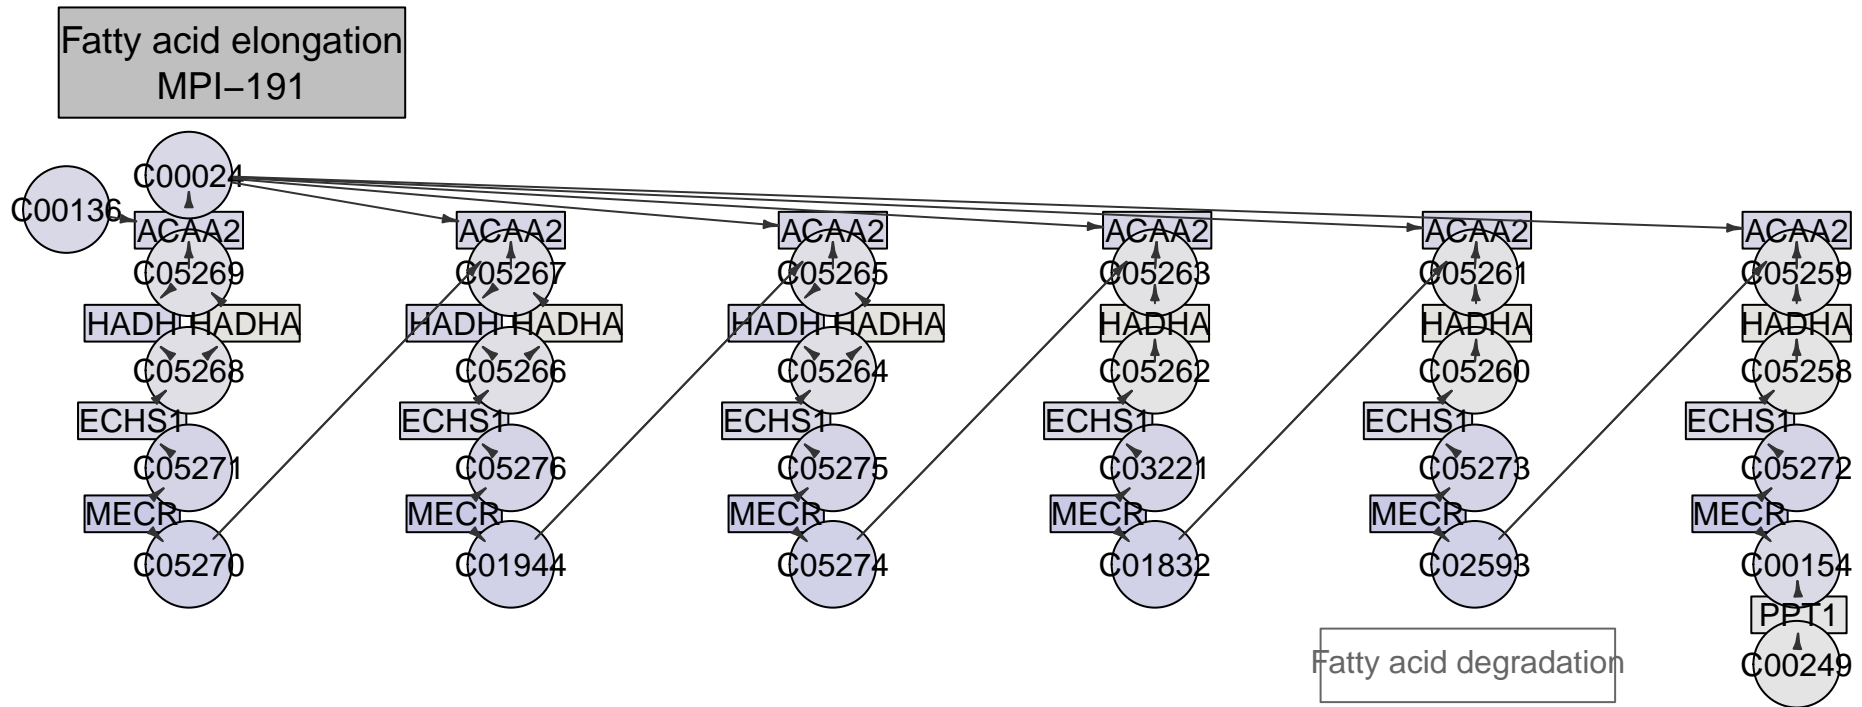 Fatty acid elongation
MPI−191
C00024
C00136
ACAA2 ACAA2 ACAA2 ACAA2 ACAA2 ACAA2
C05269 C05267 C05265 C05263 C05261 C05259
HADH HADHA HADH HADHA HADH HADHA HADHA HADHA HADHA
C05268 C05266 C05264 C05262 C05260 C05258
ECHS1 ECHS1 ECHS1 ECHS1 ECHS1 ECHS1
C05271 C05276 C05275 C03221 C05273 C05272
MECR MECR MECR MECR MECR MECR
C05270 C01944 C05274 C01832 C02593 C00154
PPT1
Fatty acid degradation C00249